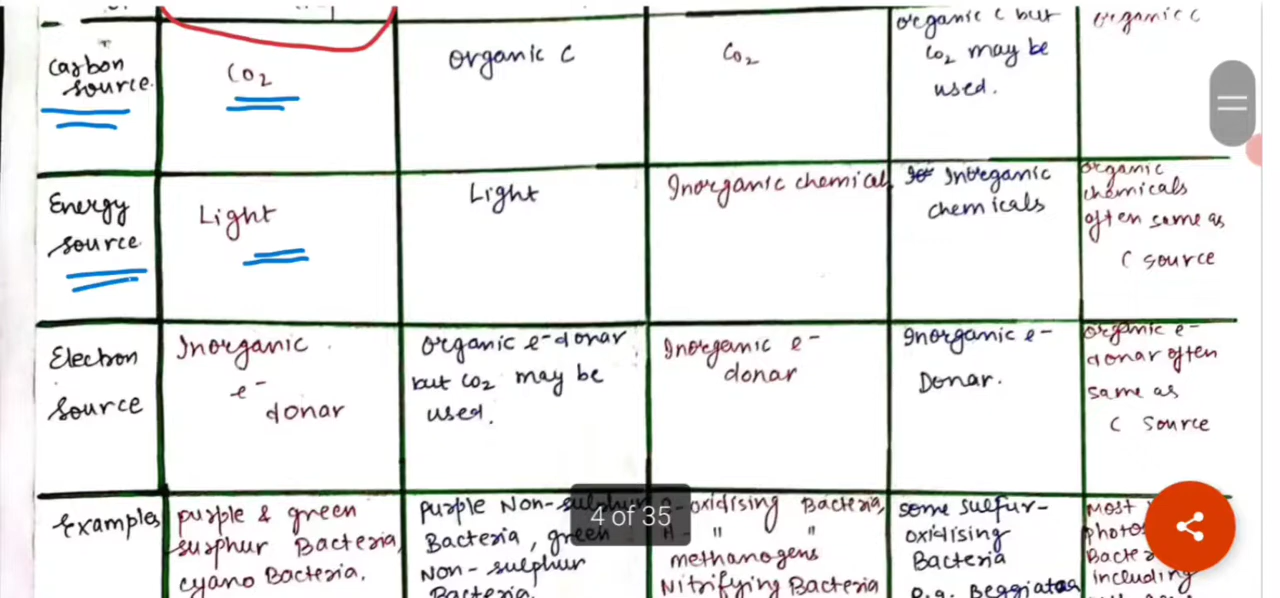 Carbon
source.
CO2
Organic C
CO2
Organic C but
CO2 may be
used.
Organic C
Energy
source.
Light
Light
Inorganic chemical
Inorganic
chemicals
Organic
chemicals
often same as
C source
Electron
source
Inorganic
e-
donar
Organic e-donar
but CO2 may be
used.
Inorganic e-
donar
Inorganic e-
Donar.
Organic e-
donar often
same as
C source
Examples
Purple & green
sulphur Bacteria,
cyano Bacteria.
Purple Non-sulphur
Bacteria, green
Non-sulphur
Bacteria.
-oxidising Bacteria,
" "
methanogens
Nitrifying Bacteria
some sulfur-
oxidising
Bacteria
e.g. Beggiatoa
Most
including
4 of 35